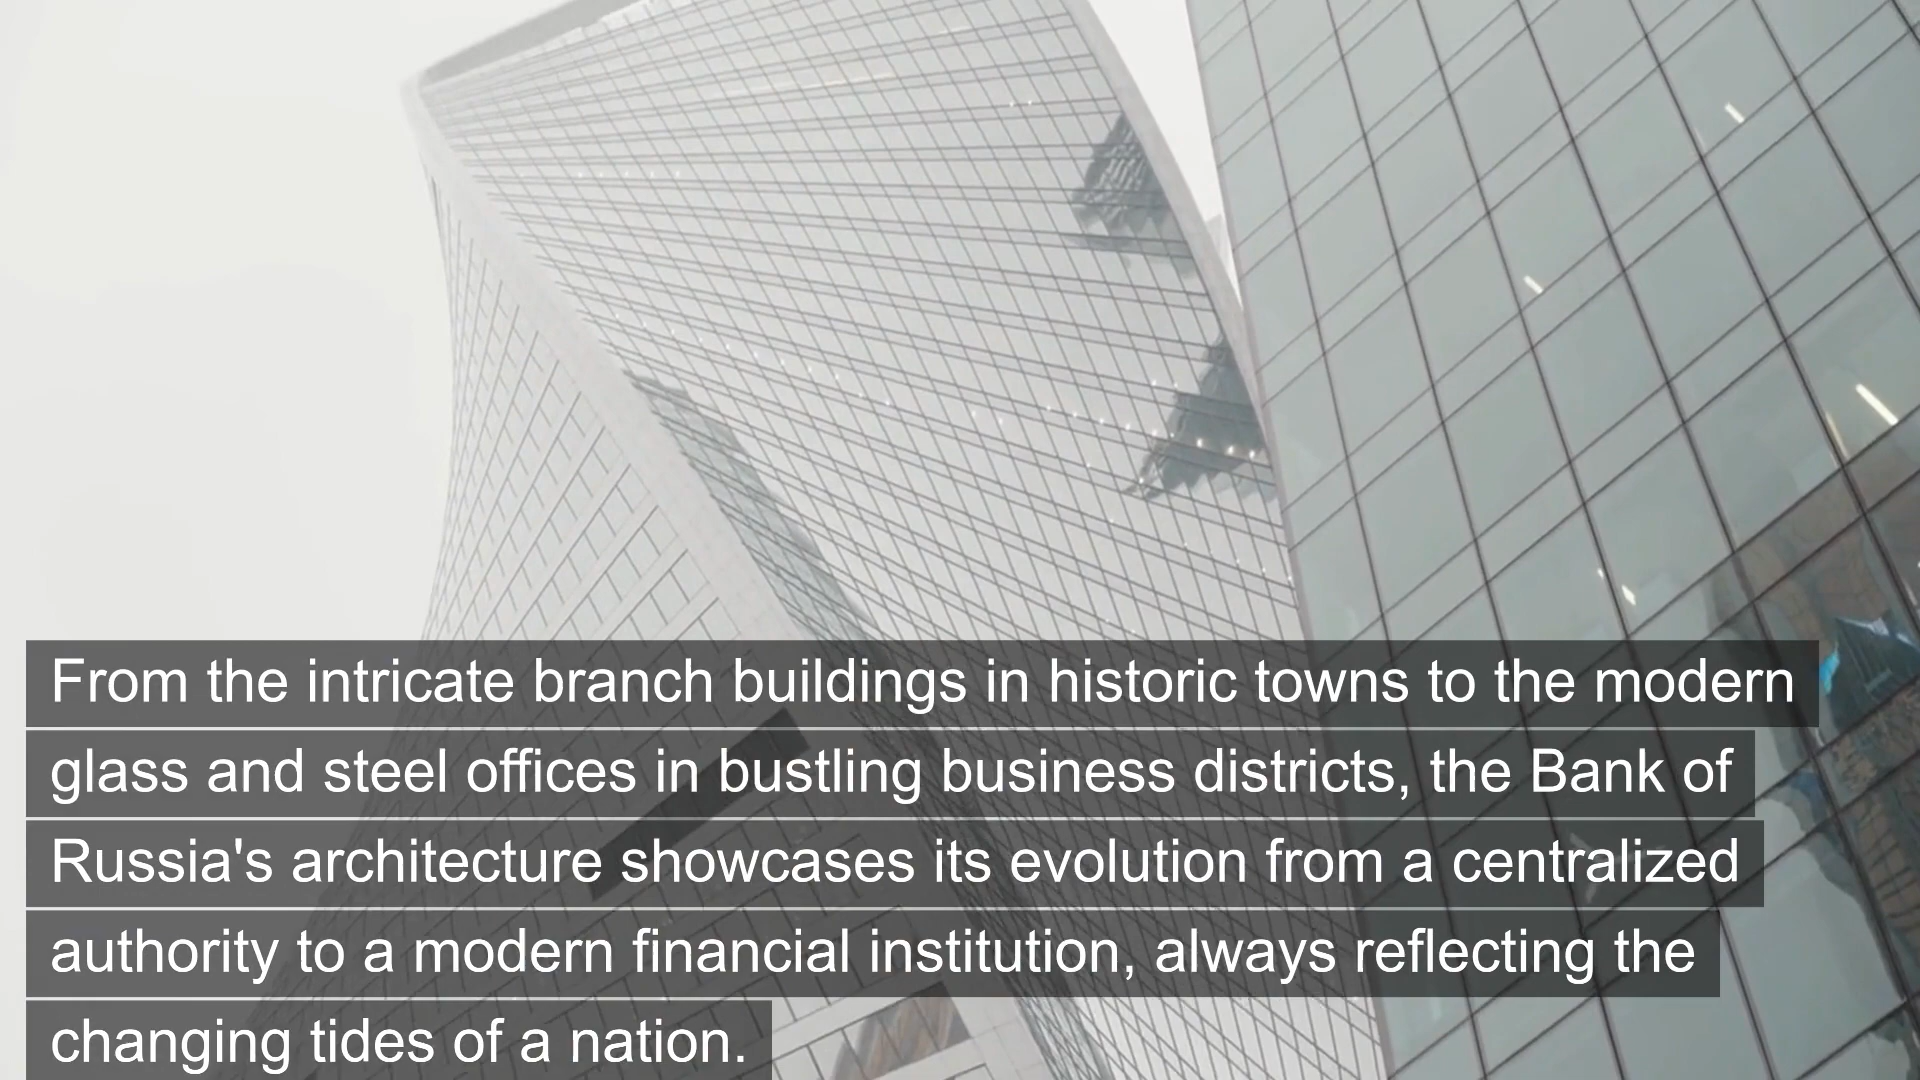 From the intricate branch buildings in historic towns to the modern
glass and steel offices in bustling business districts, the Bank of
Russia's architecture showcases its evolution from a centralized
authority to a modern financial institution, always reflecting the
changing tides of a nation.